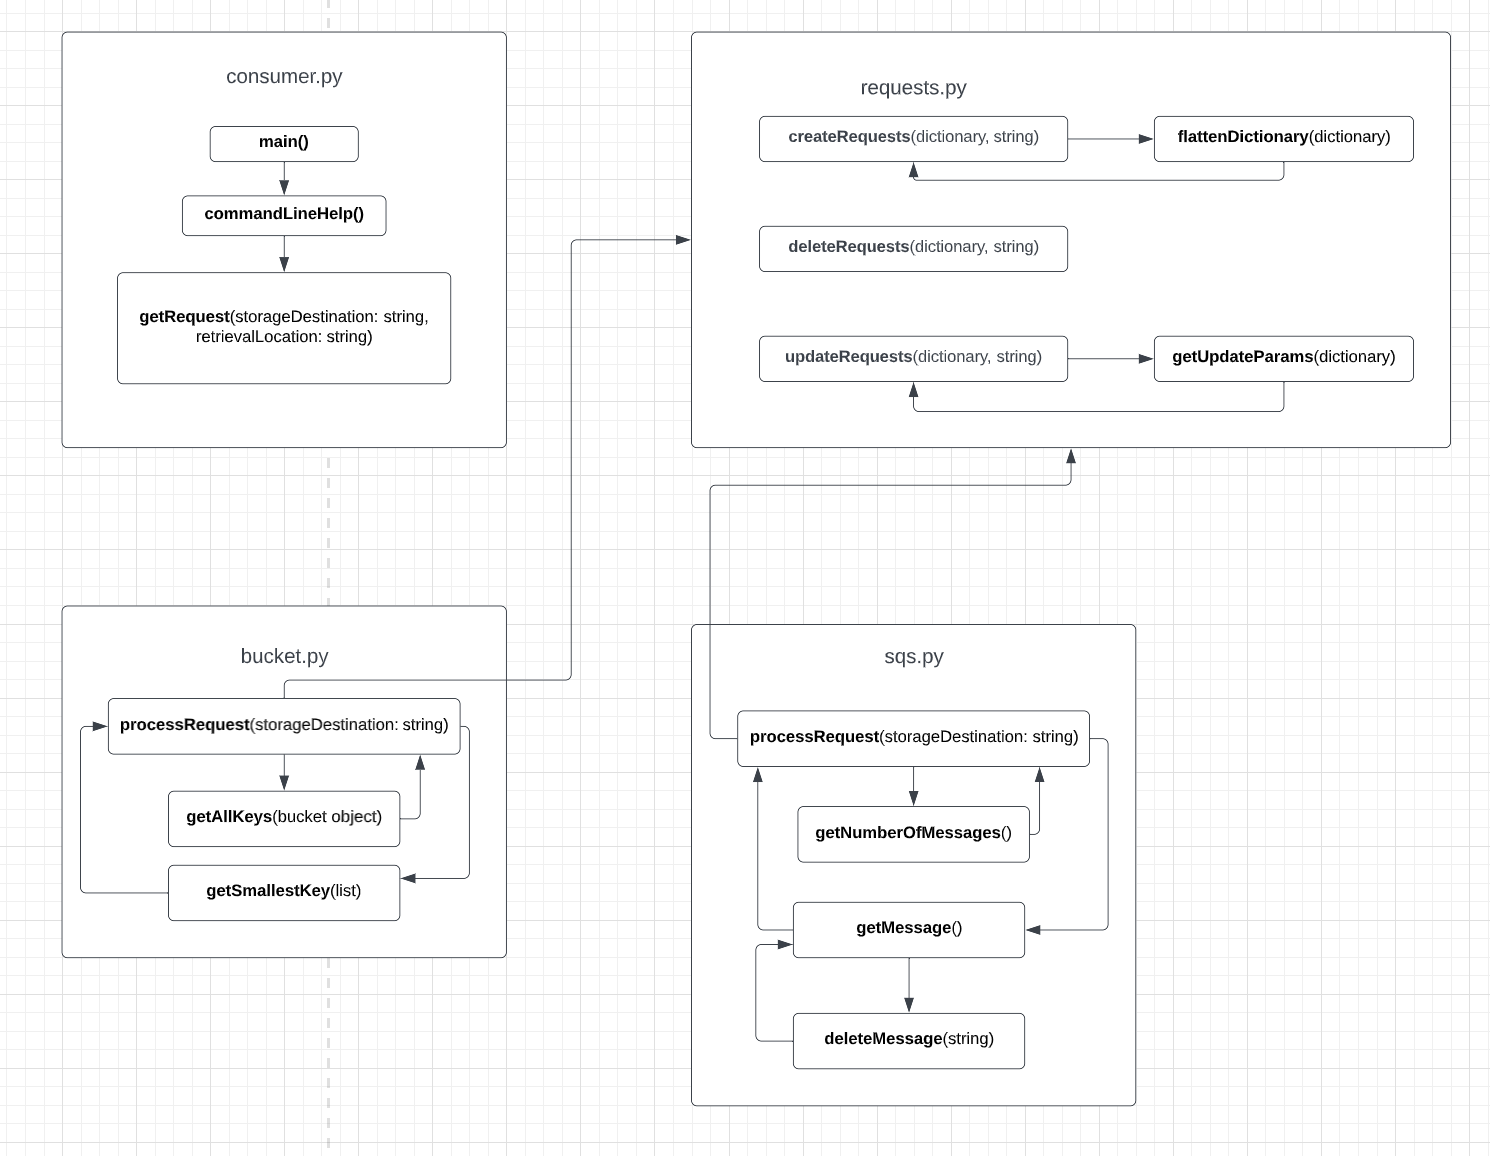 consumer.py
main()
commandLineHelp()
getRequest(storageDestination: string,
retrievalLocation: string)
requests.py
createRequests(dictionary, string)
flattenDictionary(dictionary)
deleteRequests(dictionary, string)
updateRequests(dictionary, string)
getUpdateParams(dictionary)
bucket.py
processRequest(storageDestination: string)
getAllKeys(bucket object)
getSmallestKey(list)
sqs.py
processRequest(storageDestination: string)
getNumberOfMessages()
getMessage()
deleteMessage(string)